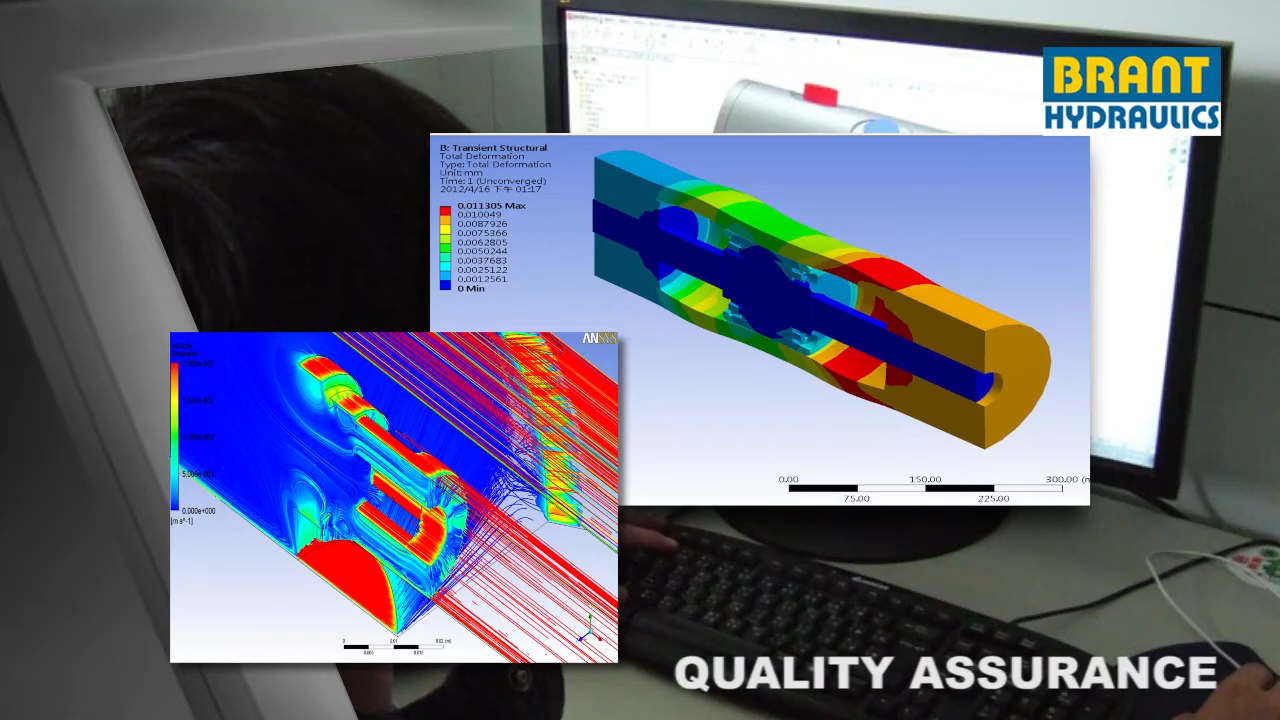 BRANT
HYDRAULICS
B: Transient Structural
Total Deformation
Type: Total Deformation
Unit: mm
Time: 1 (Unconverged)
2012/4/16 下午 01:17
0.011305 Max
0.010049
0.0087926
0.0075366
0.0062805
0.0050244
0.0037683
0.0025122
0.0012561
0 Min
0.00
150.00
300.00
75.00
225.00
ANSYS
0.000e+000
[m s^-1]
QUALITY ASSURANCE